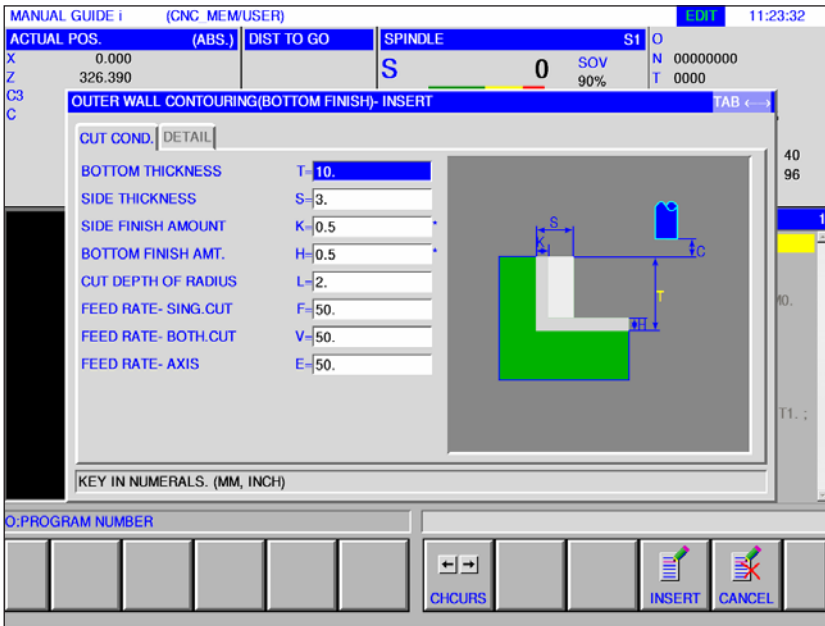 MANUAL GUIDE i (CNC_MEM/USER) EDIT 11:23:32
ACTUAL POS. (ABS.) DIST TO GO SPINDLE S1 O
X 0.000 S 0 SOV N 00000000
Z 326.390 90% T 0000
C3
C
OUTER WALL CONTOURING(BOTTOM FINISH)- INSERT TAB ←→
CUT COND. DETAIL
BOTTOM THICKNESS T=10.
SIDE THICKNESS S=3.
SIDE FINISH AMOUNT K=0.5 *
BOTTOM FINISH AMT. H=0.5 *
CUT DEPTH OF RADIUS L=2.
FEED RATE- SING.CUT F=50.
FEED RATE- BOTH.CUT V=50.
FEED RATE- AXIS E=50.
S
K
C
T
H
40
96
1
M0.
T1. ;
KEY IN NUMERALS. (MM, INCH)
O:PROGRAM NUMBER
CHCURS INSERT CANCEL